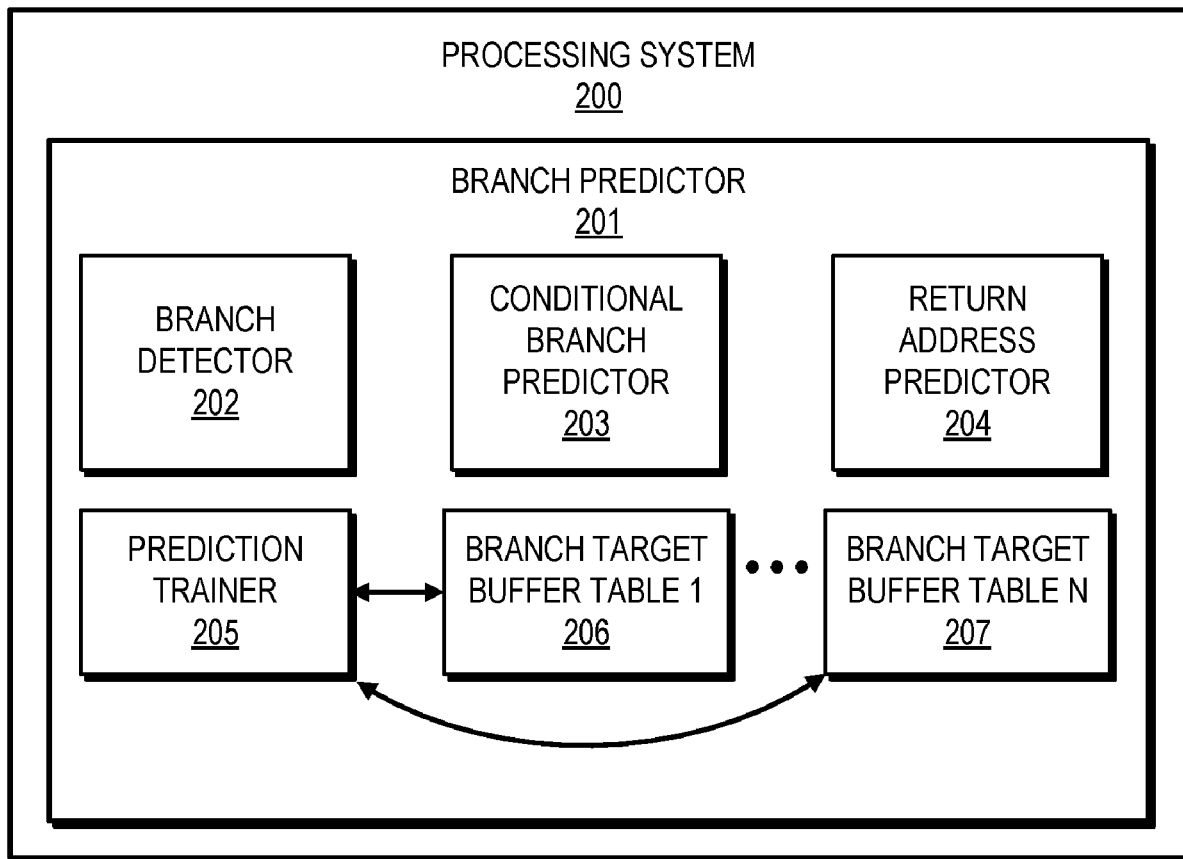 PROCESSING SYSTEM
200
BRANCH PREDICTOR
201
BRANCH
DETECTOR
202
CONDITIONAL
BRANCH
PREDICTOR
203
RETURN
ADDRESS
PREDICTOR
204
PREDICTION
TRAINER
205
BRANCH TARGET
BUFFER TABLE 1
206
BRANCH TARGET
BUFFER TABLE N
207